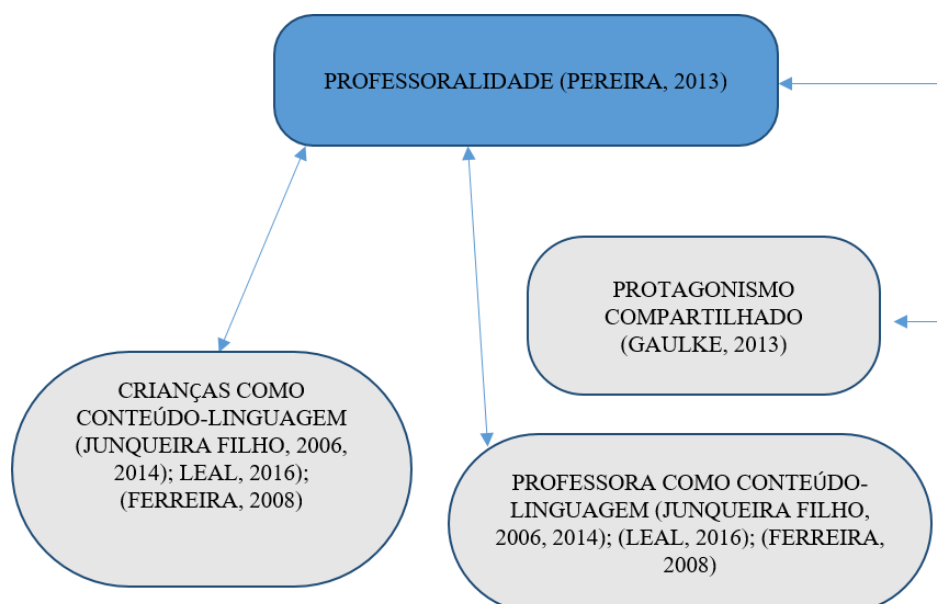 PROFESSORALIDADE (PEREIRA, 2013)
PROTAGONISMO
COMPARTILHADO
(GAULKE, 2013)
CRIANÇAS COMO
CONTEÚDO-LINGUAGEM
(JUNQUEIRA FILHO, 2006,
2014); LEAL, 2016);
(FERREIRA, 2008)
PROFESSORA COMO CONTEÚDO-
LINGUAGEM (JUNQUEIRA FILHO,
2006, 2014); (LEAL, 2016); (FERREIRA,
2008)